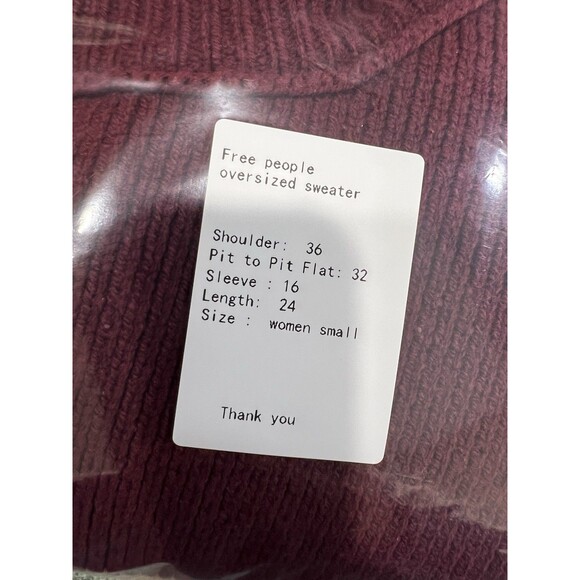 Free people
oversized sweater
Shoulder: 36
Pit to Pit Flat: 32
Sleeve : 16
Length: 24
Size : women small
Thank you